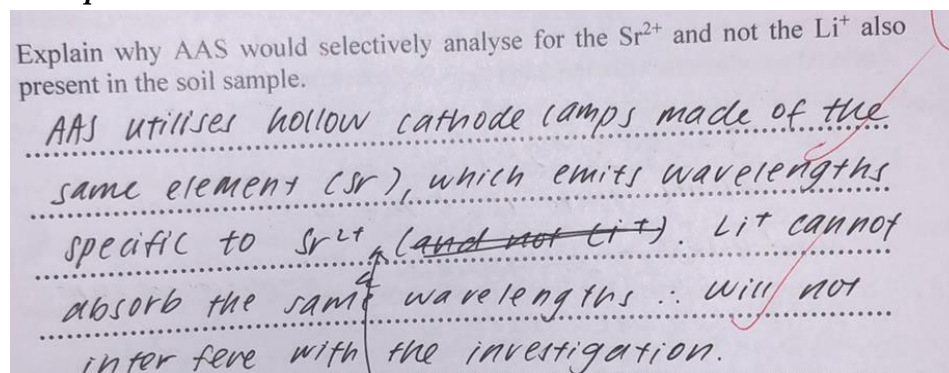 Explain why AAS would selectively analyse for the Sr²⁺ and not the Li⁺ also
present in the soil sample.
AAS utilises hollow cathode lamps made of the
same element (Sr), which emits wavelengths
specific to Sr²⁺ (and not Li⁺). Li⁺ cannot
absorb the same wavelengths ∴ will not
interfere with the investigation.